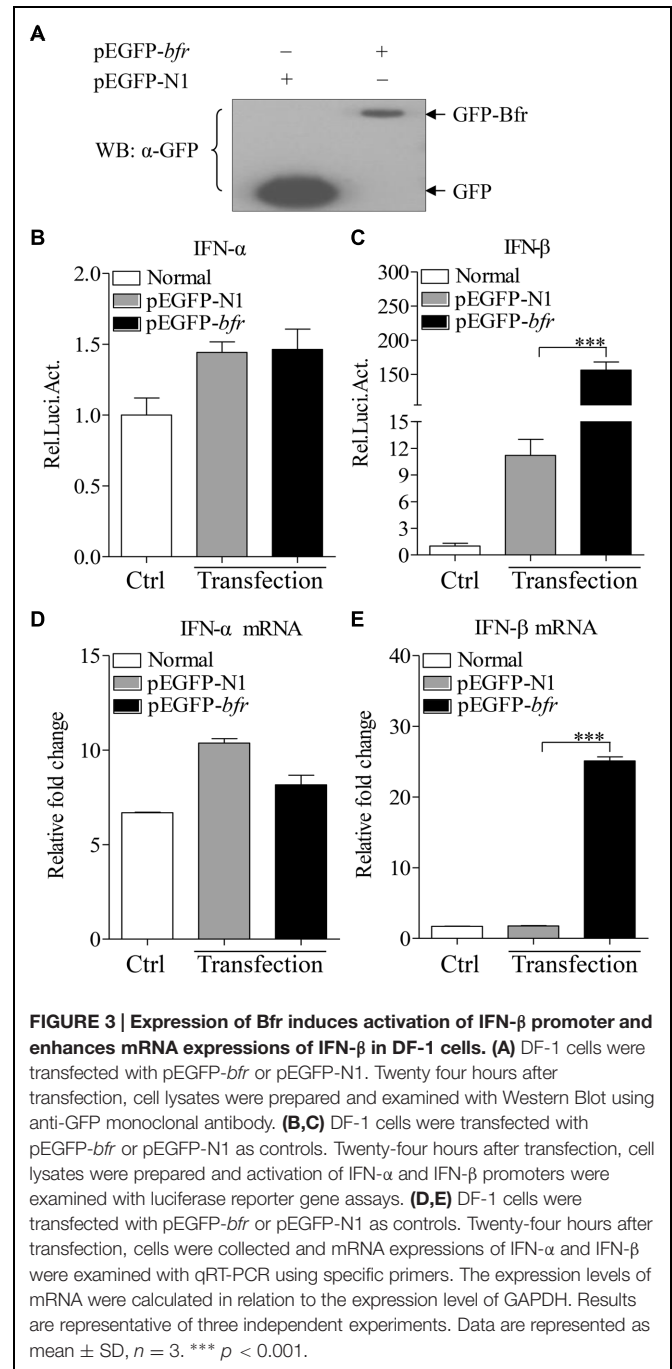 A
pEGFP-bfr – +
pEGFP-N1 + –
WB: α-GFP
GFP-Bfr
GFP
B
IFN-α
Normal
pEGFP-N1
pEGFP-bfr
Rel.Luci.Act.
2.0
1.5
1.0
0.5
0.0
Ctrl Transfection
C
IFN-β
Normal
pEGFP-N1
pEGFP-bfr
***
Rel.Luci.Act.
300
250
200
150
15
12
9
6
3
0
Ctrl Transfection
D
IFN-α mRNA
Normal
pEGFP-N1
pEGFP-bfr
Relative fold change
15
10
5
0
Ctrl Transfection
E
IFN-β mRNA
Normal
pEGFP-N1
pEGFP-bfr
***
Relative fold change
40
30
20
10
0
Ctrl Transfection
FIGURE 3 | Expression of Bfr induces activation of IFN-β promoter and
enhances mRNA expressions of IFN-β in DF-1 cells. (A) DF-1 cells were
transfected with pEGFP-bfr or pEGFP-N1. Twenty four hours after
transfection, cell lysates were prepared and examined with Western Blot using
anti-GFP monoclonal antibody. (B,C) DF-1 cells were transfected with
pEGFP-bfr or pEGFP-N1 as controls. Twenty-four hours after transfection, cell
lysates were prepared and activation of IFN-α and IFN-β promoters were
examined with luciferase reporter gene assays. (D,E) DF-1 cells were
transfected with pEGFP-bfr or pEGFP-N1 as controls. Twenty-four hours after
transfection, cells were collected and mRNA expressions of IFN-α and IFN-β
were examined with qRT-PCR using specific primers. The expression levels of
mRNA were calculated in relation to the expression level of GAPDH. Results
are representative of three independent experiments. Data are represented as
mean ± SD, n = 3. *** p < 0.001.